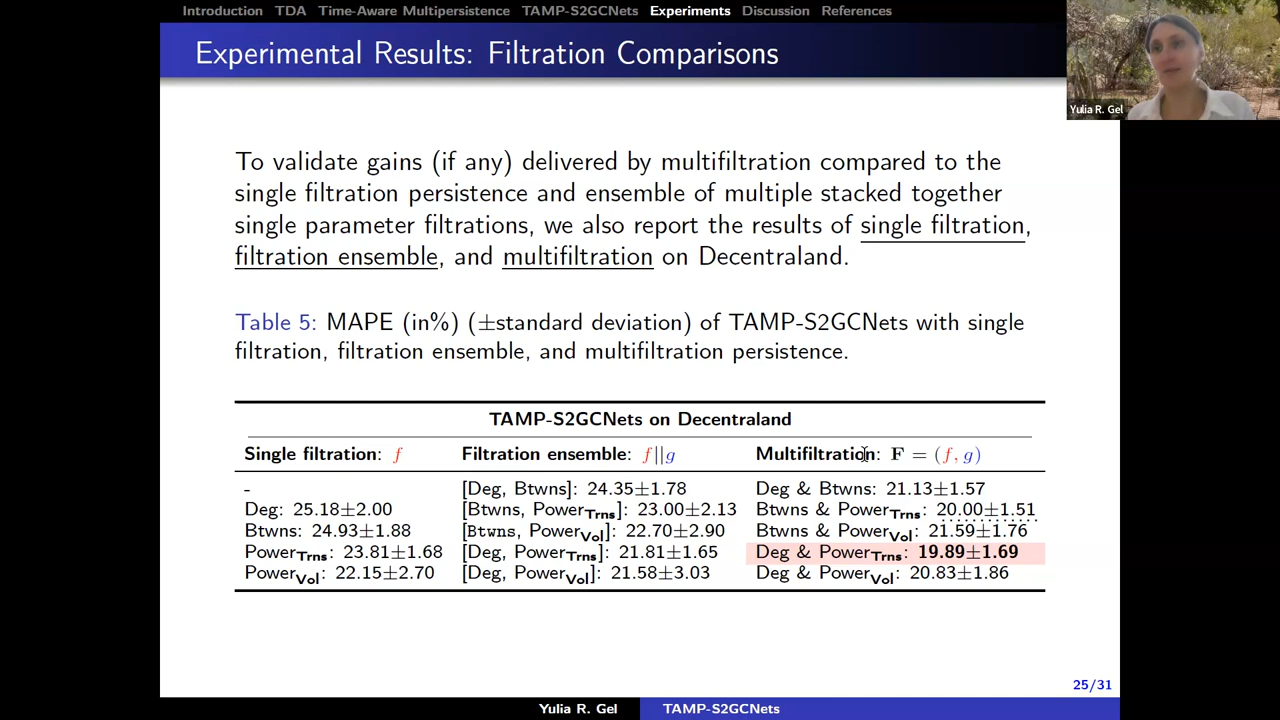 Introduction TDA Time-Aware Multipersistence TAMP-S2GCNets Experiments Discussion References
Experimental Results: Filtration Comparisons
Yulia R. Gel
To validate gains (if any) delivered by multifiltration compared to the
single filtration persistence and ensemble of multiple stacked together
single parameter filtrations, we also report the results of single filtration,
filtration ensemble, and multifiltration on Decentraland.
Table 5: MAPE (in%) (±standard deviation) of TAMP-S2GCNets with single
filtration, filtration ensemble, and multifiltration persistence.
TAMP-S2GCNets on Decentraland
Single filtration: f Filtration ensemble: f||g Multifiltration: F = (f, g)
- [Deg, Btwns]: 24.35±1.78 Deg & Btwns: 21.13±1.57
Deg: 25.18±2.00 [Btwns, PowerTrns]: 23.00±2.13 Btwns & PowerTrns: 20.00±1.51
Btwns: 24.93±1.88 [Btwns, PowerVol]: 22.70±2.90 Btwns & PowerVol: 21.59±1.76
PowerTrns: 23.81±1.68 [Deg, PowerTrns]: 21.81±1.65 Deg & PowerTrns: 19.89±1.69
PowerVol: 22.15±2.70 [Deg, PowerVol]: 21.58±3.03 Deg & PowerVol: 20.83±1.86
25/31
Yulia R. Gel TAMP-S2GCNets